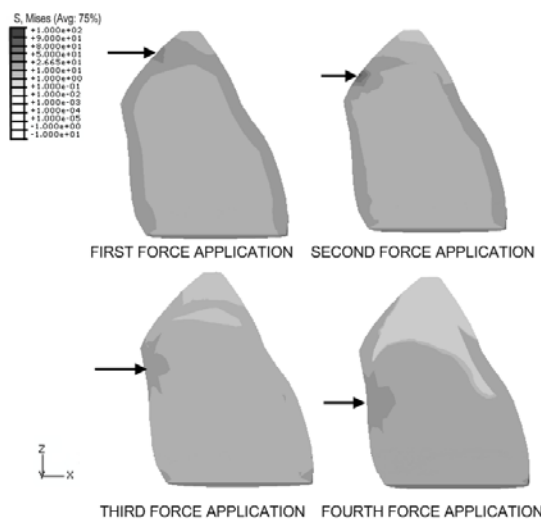 S, Mises (Avg: 75%)
+1.000e+02
+9.000e+01
+8.000e+01
+5.000e+01
+2.665e+01
+1.000e+01
+1.000e+00
+1.000e-01
+1.000e-02
+1.000e-03
+1.000e-04
+1.000e-05
-1.000e+00
-1.000e+01
FIRST FORCE APPLICATION
SECOND FORCE APPLICATION
Z
Y X
THIRD FORCE APPLICATION
FOURTH FORCE APPLICATION